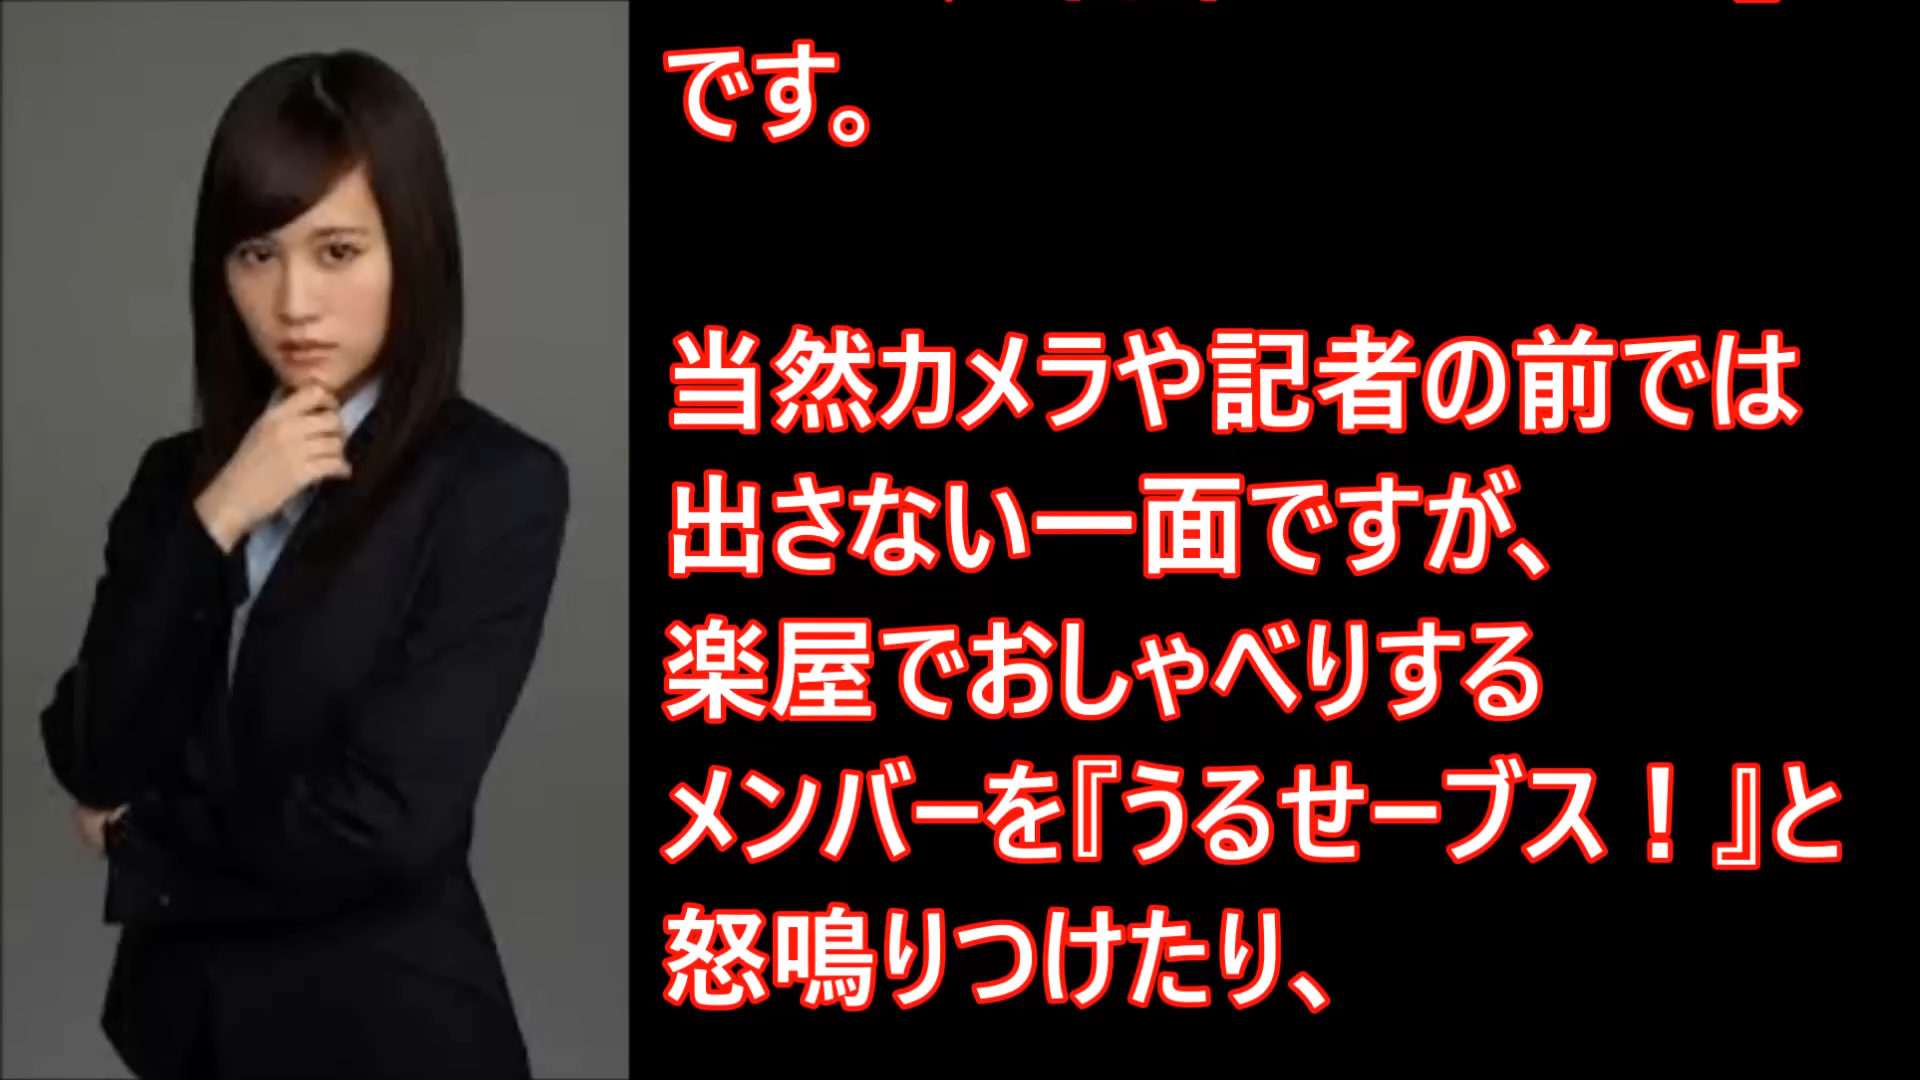 です。
当然カメラや記者の前では
出さない一面ですが、
楽屋でおしゃべりする
メンバーを『うるせーブス！』と
怒鳴りつけたり、